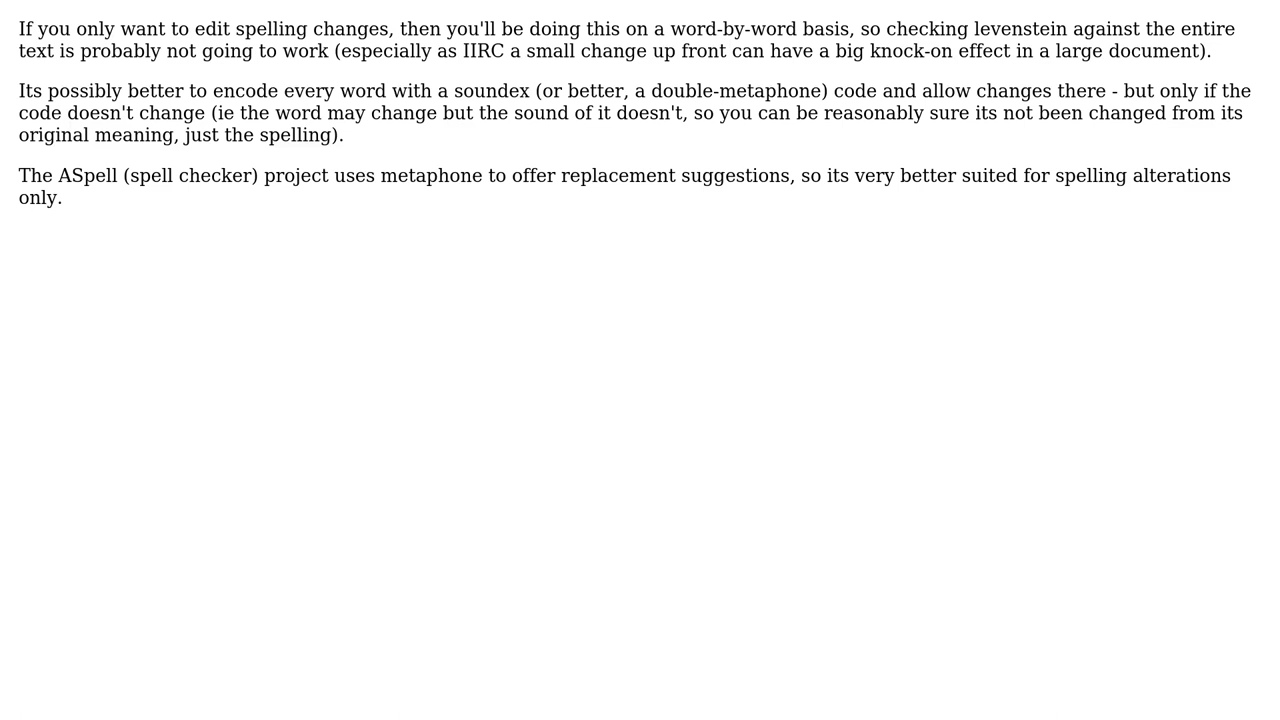 If you only want to edit spelling changes, then you'll be doing this on a word-by-word basis, so checking levenstein against the entire
text is probably not going to work (especially as IIRC a small change up front can have a big knock-on effect in a large document).
Its possibly better to encode every word with a soundex (or better, a double-metaphone) code and allow changes there - but only if the
code doesn't change (ie the word may change but the sound of it doesn't, so you can be reasonably sure its not been changed from its
original meaning, just the spelling).
The ASpell (spell checker) project uses metaphone to offer replacement suggestions, so its very better suited for spelling alterations
only.